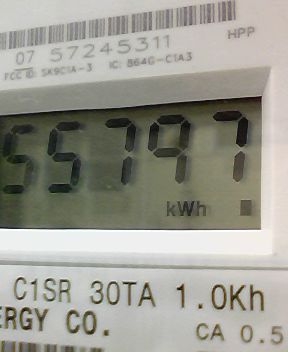 HPP
07 57245311
FCC ID: SK9C1A-3 IC: 864G-C1A3
55797
kWh
C1SR 30TA 1.0Kh
ERGY CO. CA 0.5